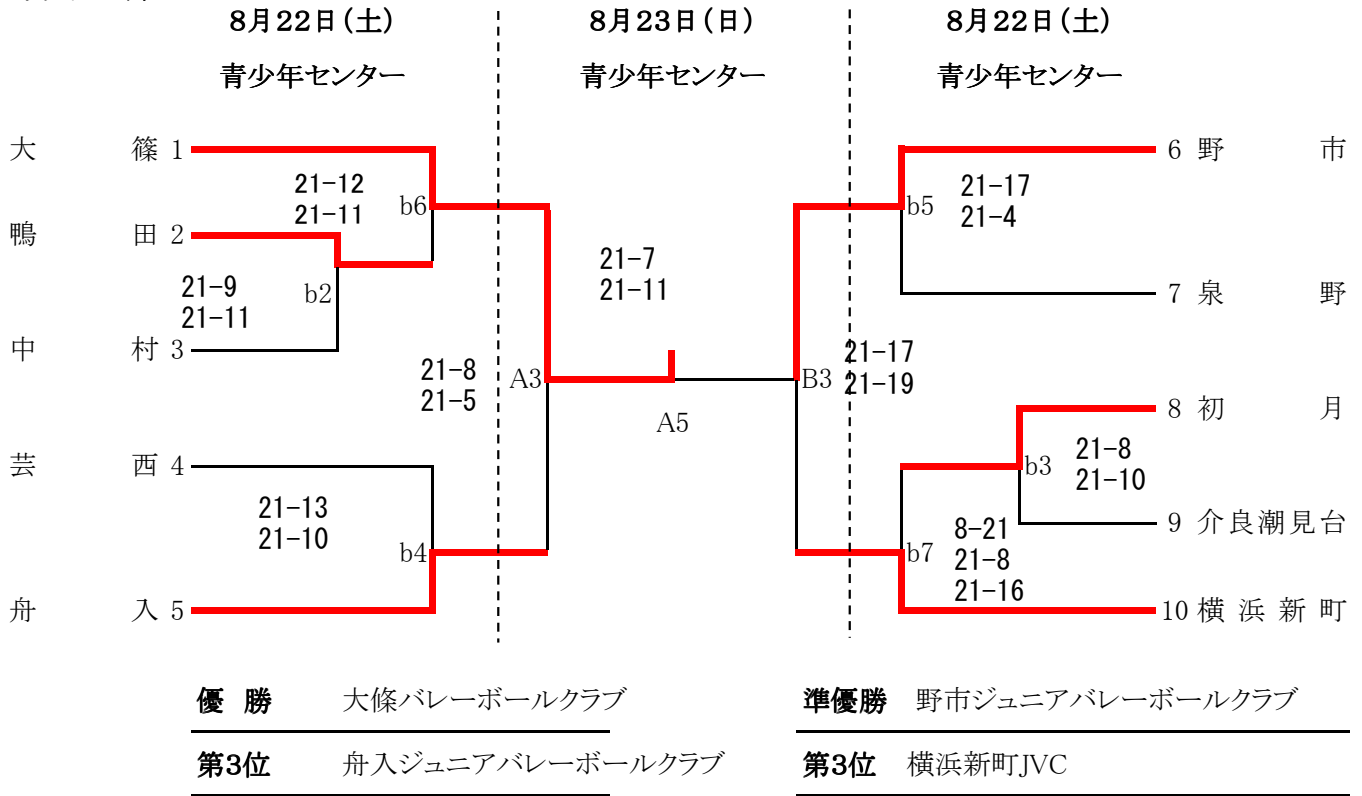 8月22日(土) 8月23日(日) 8月22日(土)
青少年センター 青少年センター 青少年センター
大篠 1
6 野市
21-12
21-11
b6
b5
21-17
21-4
鴨田 2
21-9
21-11
b2
21-7
21-11
7 泉野
中村 3
21-8
21-5
A3
B3
21-17
21-19
A5
8 初月
芸西 4
b3
21-8
21-10
21-13
21-10
b4
9 介良潮見台
b7
8-21
21-8
21-16
舟入 5
10 横浜新町
優勝 大條バレーボールクラブ
準優勝 野市ジュニアバレーボールクラブ
第3位 舟入ジュニアバレーボールクラブ
第3位 横浜新町JVC